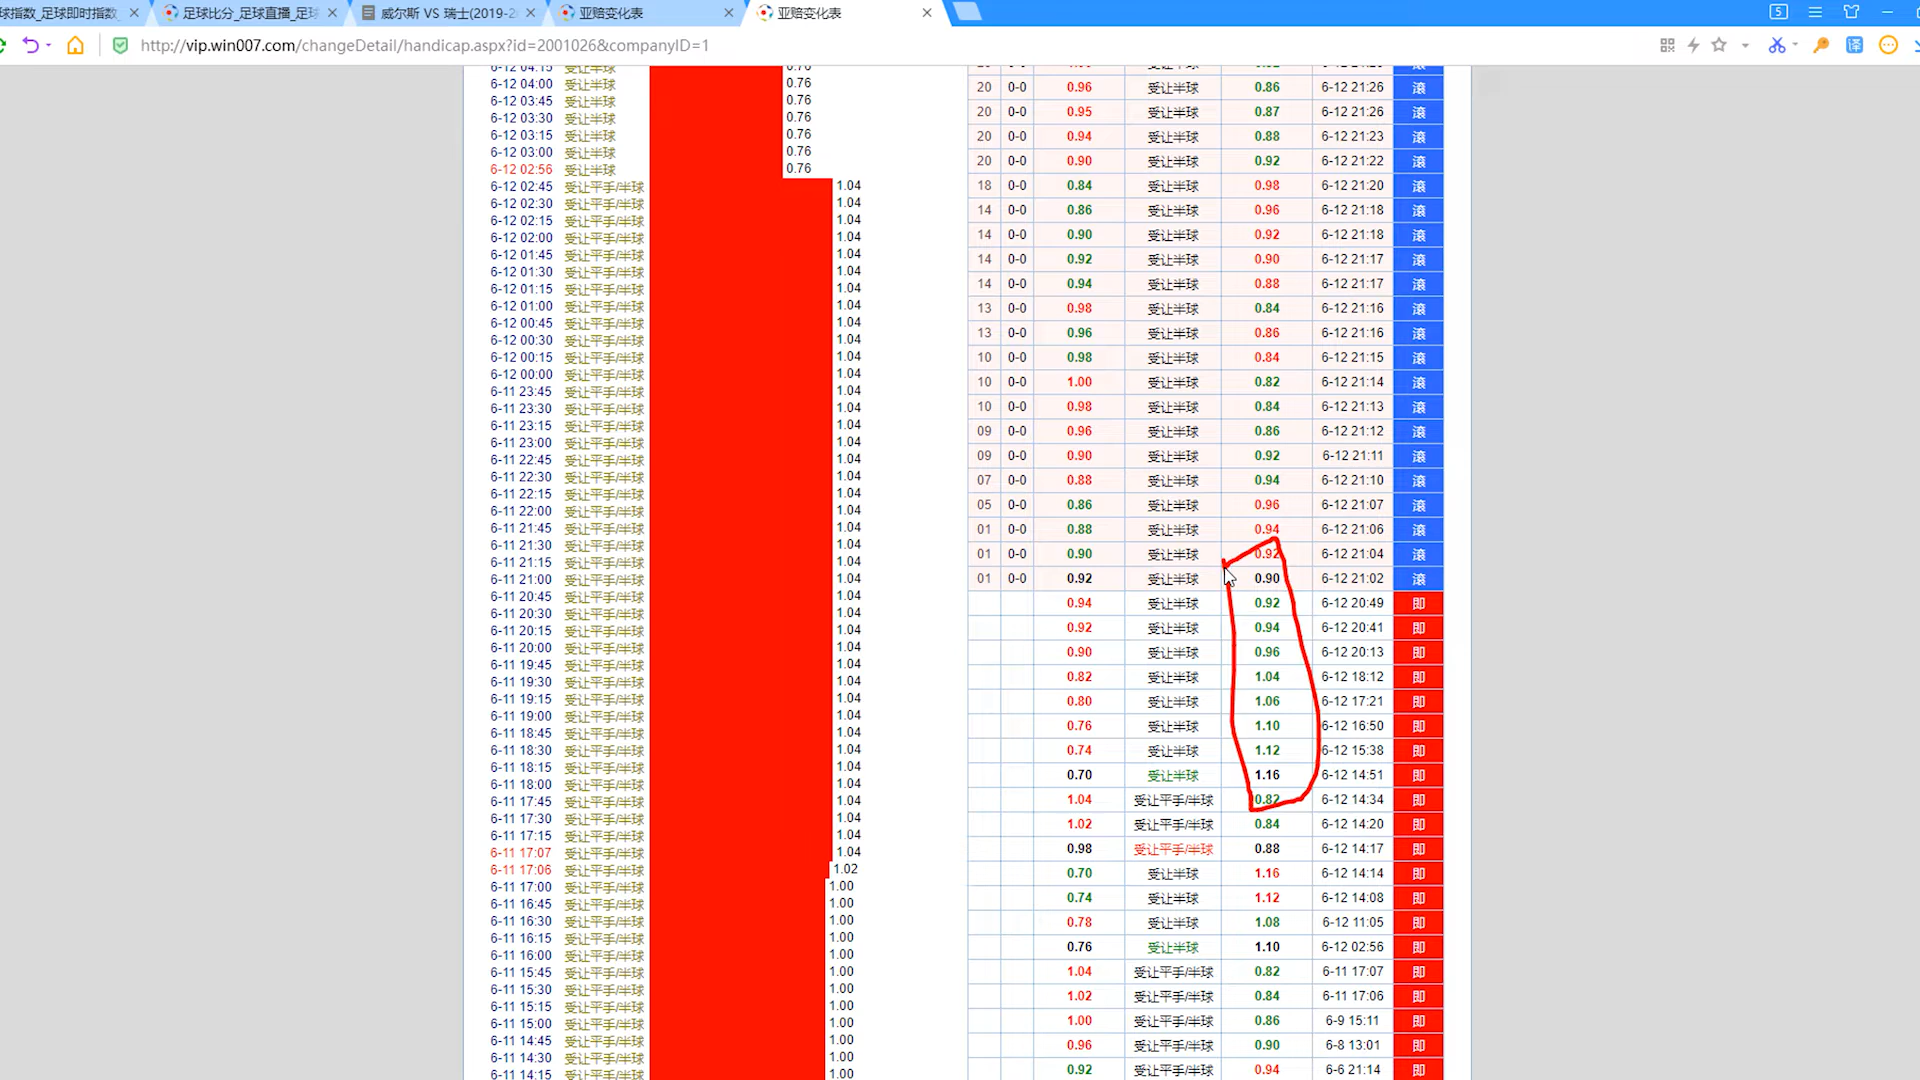 球指数_足球即时指数_ 足球比分_足球直播_足球 威尔斯 VS 瑞士(2019-2 亚赔变化表 亚赔变化表 5
http://vip.win007.com/changeDetail/handicap.aspx?id=2001026&companyID=1 译
6-12 04:15 受让半球 0.76
6-12 04:00 受让半球 0.76
6-12 03:45 受让半球 0.76
6-12 03:30 受让半球 0.76
6-12 03:15 受让半球 0.76
6-12 03:00 受让半球 0.76
6-12 02:56 受让半球 0.76
6-12 02:45 受让平手/半球 1.04
6-12 02:30 受让平手/半球 1.04
6-12 02:15 受让平手/半球 1.04
6-12 02:00 受让平手/半球 1.04
6-12 01:45 受让平手/半球 1.04
6-12 01:30 受让平手/半球 1.04
6-12 01:15 受让平手/半球 1.04
6-12 01:00 受让平手/半球 1.04
6-12 00:45 受让平手/半球 1.04
6-12 00:30 受让平手/半球 1.04
6-12 00:15 受让平手/半球 1.04
6-12 00:00 受让平手/半球 1.04
6-11 23:45 受让平手/半球 1.04
6-11 23:30 受让平手/半球 1.04
6-11 23:15 受让平手/半球 1.04
6-11 23:00 受让平手/半球 1.04
6-11 22:45 受让平手/半球 1.04
6-11 22:30 受让平手/半球 1.04
6-11 22:15 受让平手/半球 1.04
6-11 22:00 受让平手/半球 1.04
6-11 21:45 受让平手/半球 1.04
6-11 21:30 受让平手/半球 1.04
6-11 21:15 受让平手/半球 1.04
6-11 21:00 受让平手/半球 1.04
6-11 20:45 受让平手/半球 1.04
6-11 20:30 受让平手/半球 1.04
6-11 20:15 受让平手/半球 1.04
6-11 20:00 受让平手/半球 1.04
6-11 19:45 受让平手/半球 1.04
6-11 19:30 受让平手/半球 1.04
6-11 19:15 受让平手/半球 1.04
6-11 19:00 受让平手/半球 1.04
6-11 18:45 受让平手/半球 1.04
6-11 18:30 受让平手/半球 1.04
6-11 18:15 受让平手/半球 1.04
6-11 18:00 受让平手/半球 1.04
6-11 17:45 受让平手/半球 1.04
6-11 17:30 受让平手/半球 1.04
6-11 17:15 受让平手/半球 1.04
6-11 17:07 受让平手/半球 1.04
6-11 17:06 受让平手/半球 1.02
6-11 17:00 受让平手/半球 1.00
6-11 16:45 受让平手/半球 1.00
6-11 16:30 受让平手/半球 1.00
6-11 16:15 受让平手/半球 1.00
6-11 16:00 受让平手/半球 1.00
6-11 15:45 受让平手/半球 1.00
6-11 15:30 受让平手/半球 1.00
6-11 15:15 受让平手/半球 1.00
6-11 15:00 受让平手/半球 1.00
6-11 14:45 受让平手/半球 1.00
6-11 14:30 受让平手/半球 1.00
6-11 14:15 受让平手/半球 1.00
20 0-0 0.96 受让半球 0.86 6-12 21:26 滚
20 0-0 0.95 受让半球 0.87 6-12 21:26 滚
20 0-0 0.94 受让半球 0.88 6-12 21:23 滚
20 0-0 0.90 受让半球 0.92 6-12 21:22 滚
18 0-0 0.84 受让半球 0.98 6-12 21:20 滚
14 0-0 0.86 受让半球 0.96 6-12 21:18 滚
14 0-0 0.90 受让半球 0.92 6-12 21:18 滚
14 0-0 0.92 受让半球 0.90 6-12 21:17 滚
14 0-0 0.94 受让半球 0.88 6-12 21:17 滚
13 0-0 0.98 受让半球 0.84 6-12 21:16 滚
13 0-0 0.96 受让半球 0.86 6-12 21:16 滚
10 0-0 0.98 受让半球 0.84 6-12 21:15 滚
10 0-0 1.00 受让半球 0.82 6-12 21:14 滚
10 0-0 0.98 受让半球 0.84 6-12 21:13 滚
09 0-0 0.96 受让半球 0.86 6-12 21:12 滚
09 0-0 0.90 受让半球 0.92 6-12 21:11 滚
07 0-0 0.88 受让半球 0.94 6-12 21:10 滚
05 0-0 0.86 受让半球 0.96 6-12 21:07 滚
01 0-0 0.88 受让半球 0.94 6-12 21:06 滚
01 0-0 0.90 受让半球 0.92 6-12 21:04 滚
01 0-0 0.92 受让半球 0.90 6-12 21:02 滚
0.94 受让半球 0.92 6-12 20:49 即
0.92 受让半球 0.94 6-12 20:41 即
0.90 受让半球 0.96 6-12 20:13 即
0.82 受让半球 1.04 6-12 18:12 即
0.80 受让半球 1.06 6-12 17:21 即
0.76 受让半球 1.10 6-12 16:50 即
0.74 受让半球 1.12 6-12 15:38 即
0.70 受让半球 1.16 6-12 14:51 即
1.04 受让平手/半球 0.82 6-12 14:34 即
1.02 受让平手/半球 0.84 6-12 14:20 即
0.98 受让平手/半球 0.88 6-12 14:17 即
0.70 受让半球 1.16 6-12 14:14 即
0.74 受让半球 1.12 6-12 14:08 即
0.78 受让半球 1.08 6-12 11:05 即
0.76 受让半球 1.10 6-12 02:56 即
1.04 受让平手/半球 0.82 6-11 17:07 即
1.02 受让平手/半球 0.84 6-11 17:06 即
1.00 受让平手/半球 0.86 6-9 15:11 即
0.96 受让平手/半球 0.90 6-8 13:01 即
0.92 受让平手/半球 0.94 6-6 21:14 即